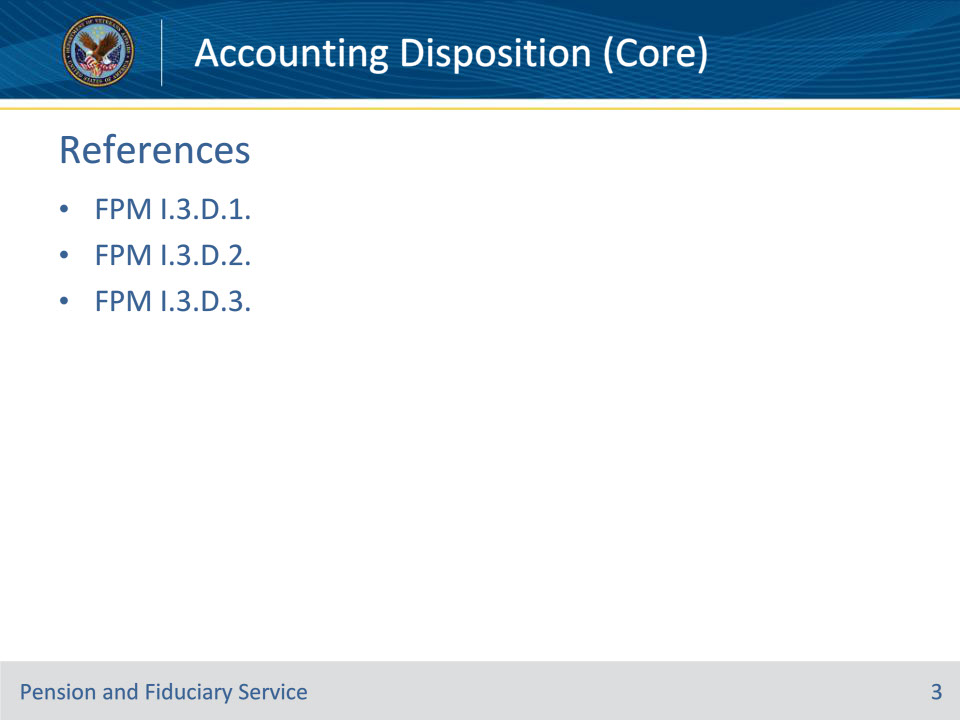 Accounting Disposition (Core)
References
• FPM I.3.D.1.
• FPM I.3.D.2.
• FPM I.3.D.3.
Pension and Fiduciary Service
3